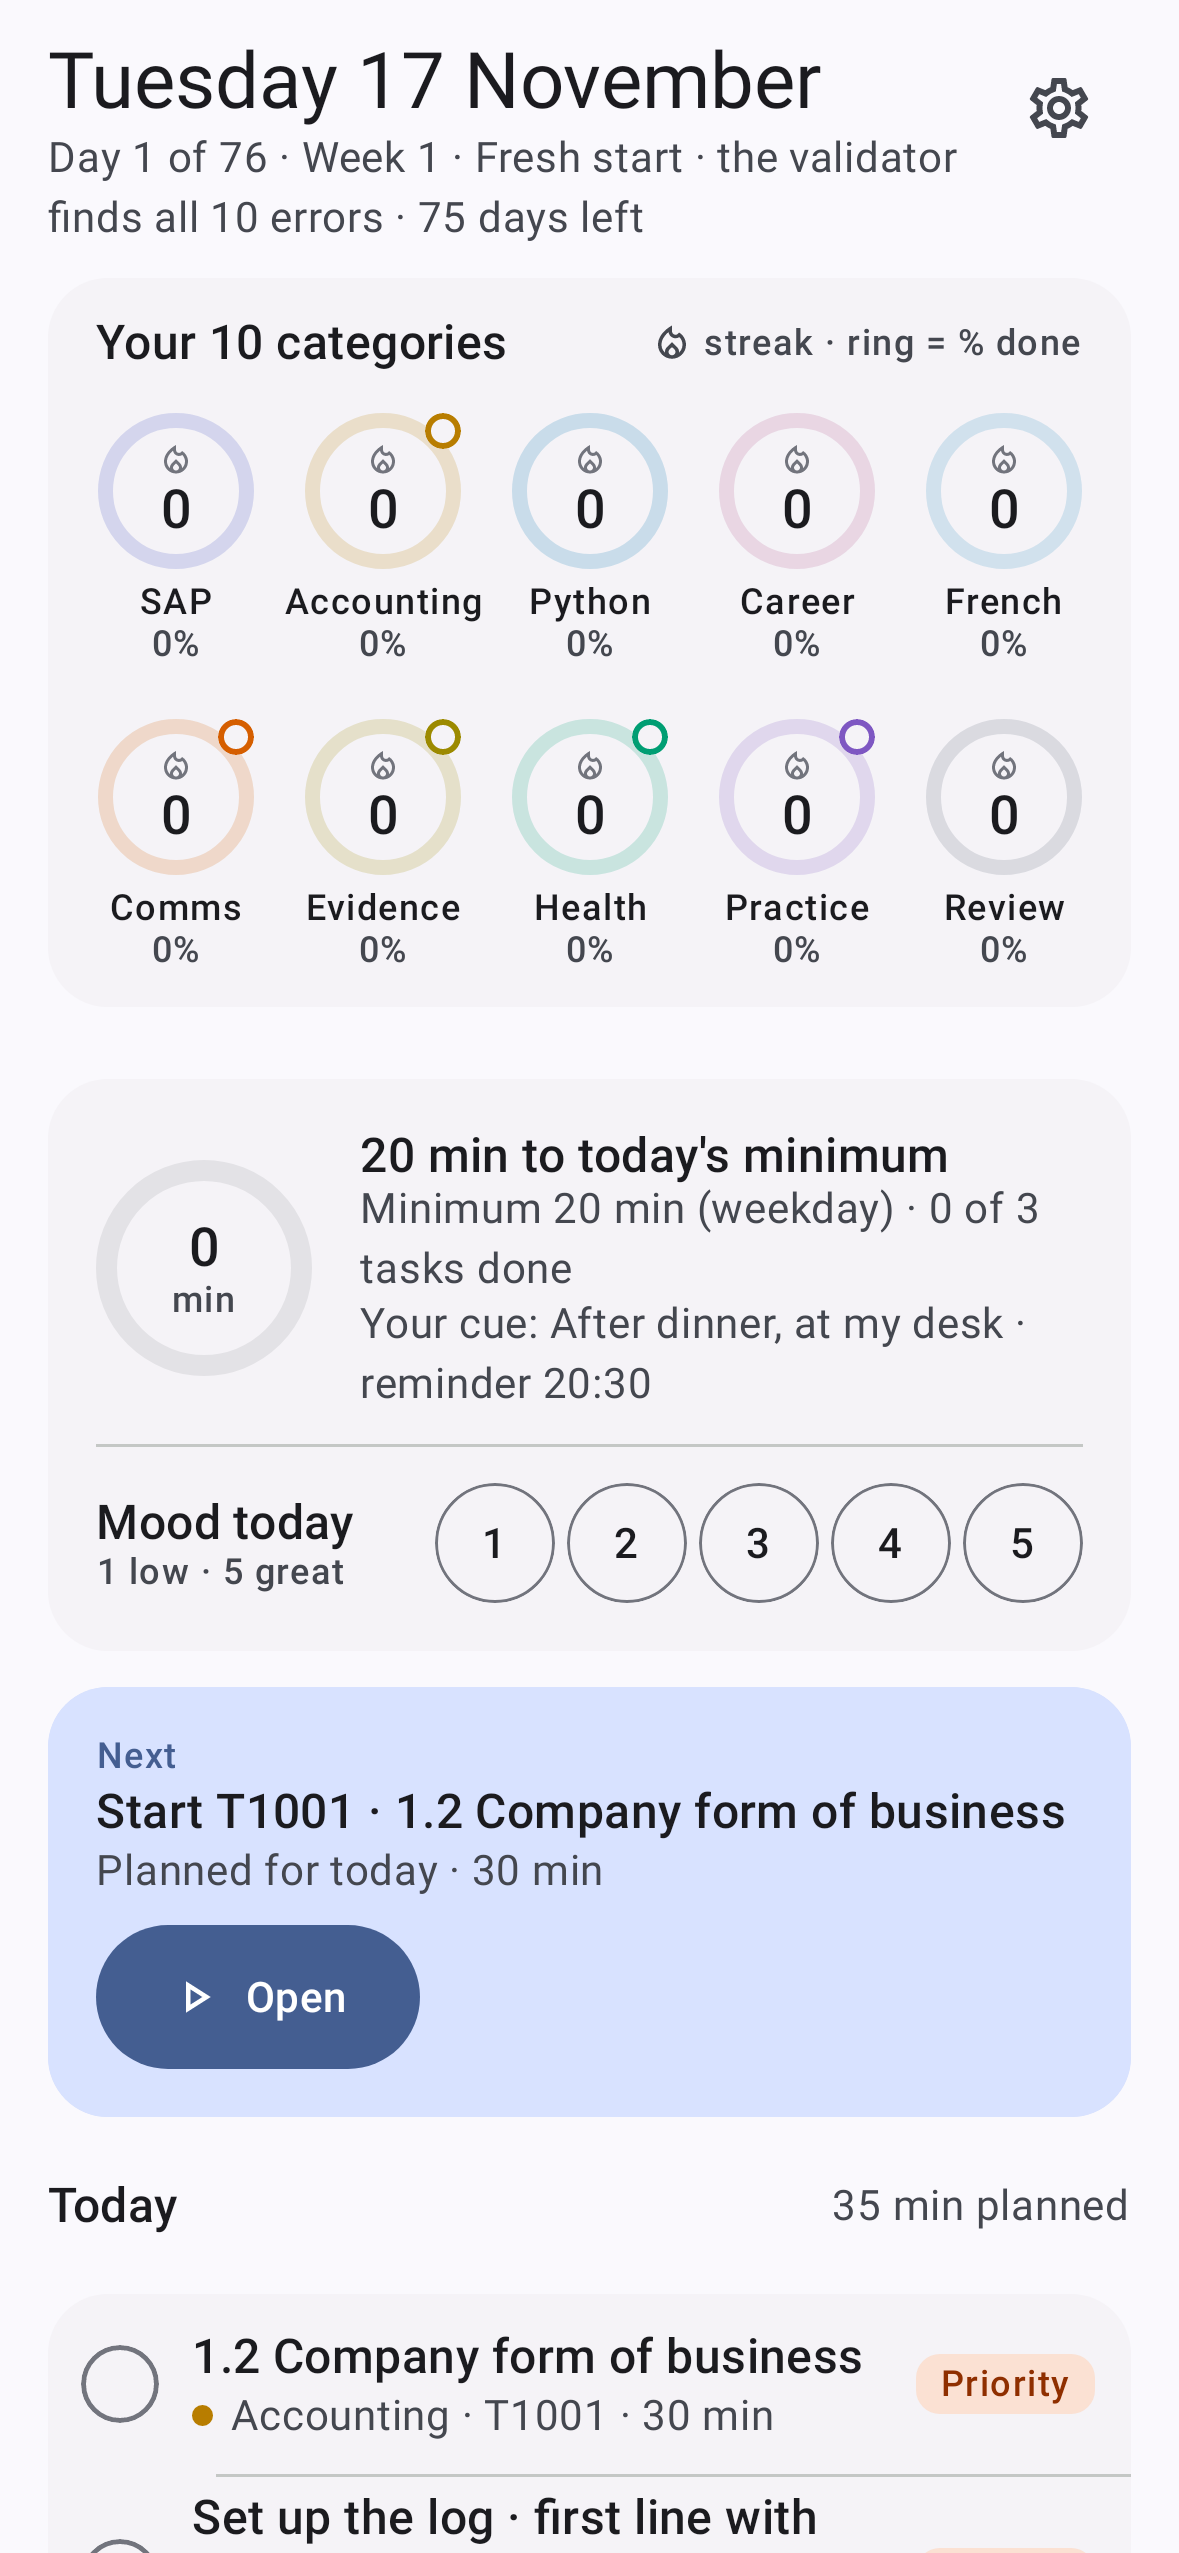 Tuesday 17 November
Day 1 of 76 · Week 1 · Fresh start · the validator
finds all 10 errors · 75 days left
Your 10 categories
streak · ring = % done
0 0 0 0 0
SAP Accounting Python Career French
0% 0% 0% 0% 0%
0 0 0 0 0
Comms Evidence Health Practice Review
0% 0% 0% 0% 0%
20 min to today's minimum
Minimum 20 min (weekday) · 0 of 3
tasks done
Your cue: After dinner, at my desk ·
reminder 20:30
0
min
Mood today
1 low · 5 great
1 2 3 4 5
Next
Start T1001 · 1.2 Company form of business
Planned for today · 30 min
Open
Today
35 min planned
1.2 Company form of business
Accounting · T1001 · 30 min
Priority
Set up the log · first line with